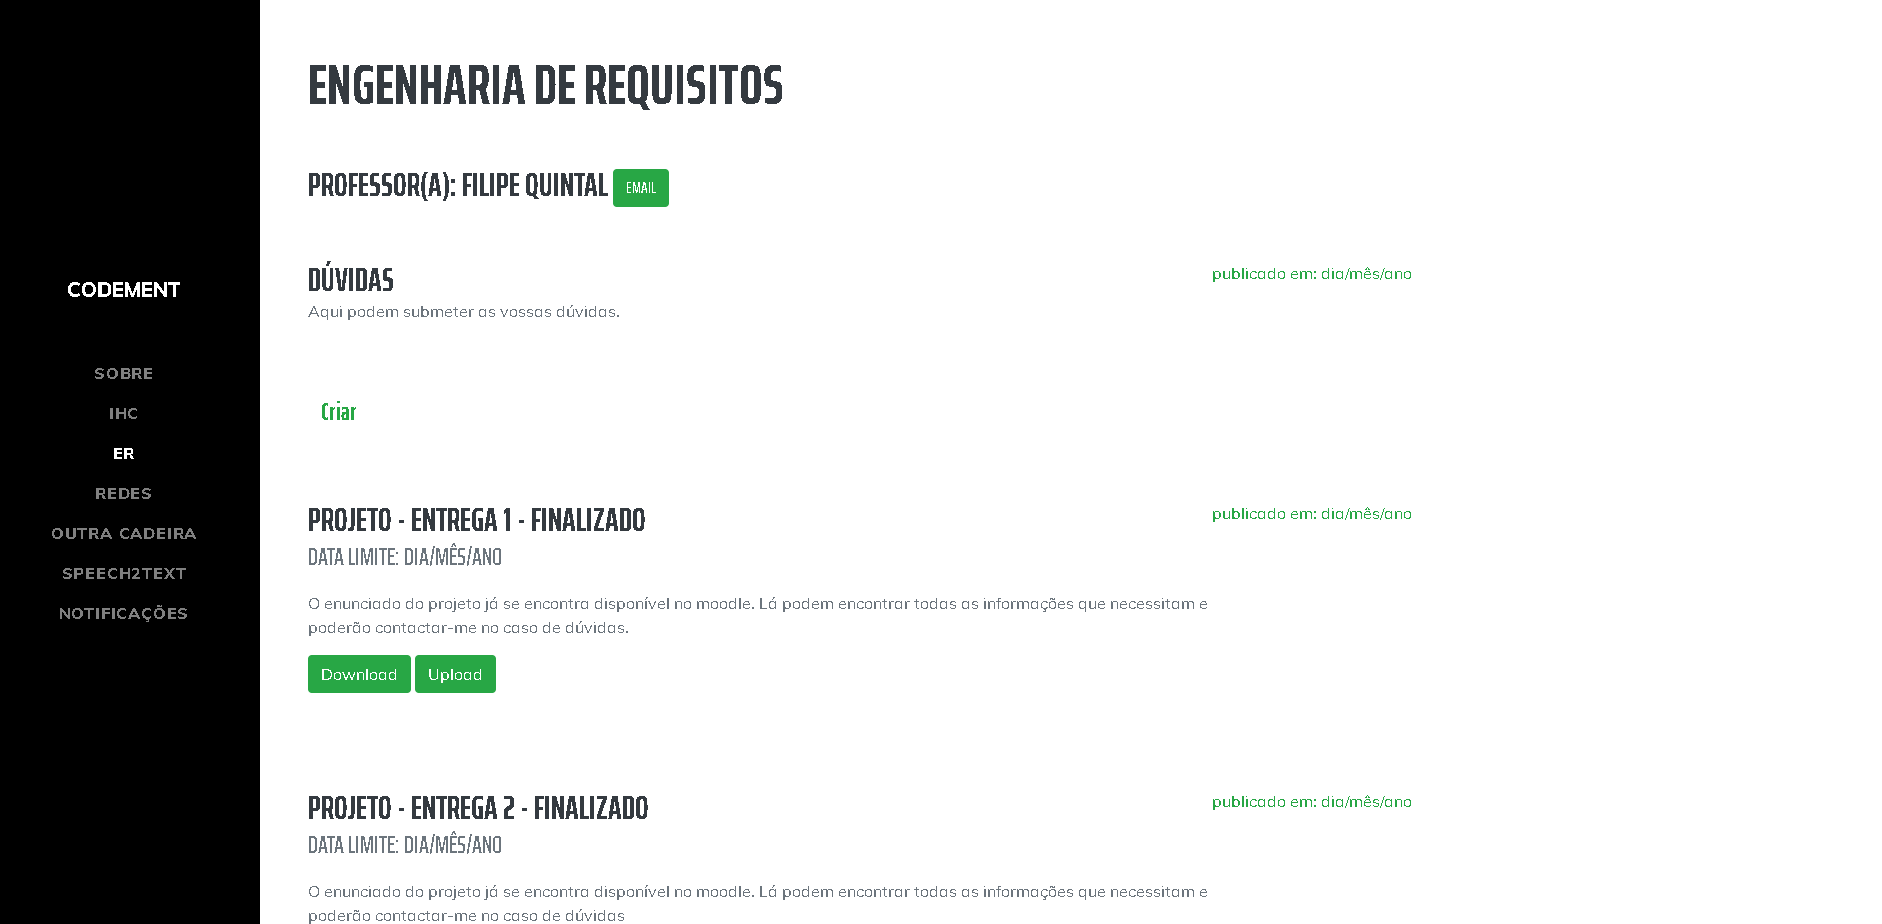 CODEMENT
SOBRE
IHC
ER
REDES
OUTRA CADEIRA
SPEECH2TEXT
NOTIFICAÇÕES
ENGENHARIA DE REQUISITOS
PROFESSOR(A): FILIPE QUINTAL EMAIL
DÚVIDAS
publicado em: dia/mês/ano
Aqui podem submeter as vossas dúvidas.
Criar
PROJETO - ENTREGA 1 - FINALIZADO
publicado em: dia/mês/ano
DATA LIMITE: DIA/MÊS/ANO
O enunciado do projeto já se encontra disponível no moodle. Lá podem encontrar todas as informações que necessitam e
poderão contactar-me no caso de dúvidas.
Download Upload
PROJETO - ENTREGA 2 - FINALIZADO
publicado em: dia/mês/ano
DATA LIMITE: DIA/MÊS/ANO
O enunciado do projeto já se encontra disponível no moodle. Lá podem encontrar todas as informações que necessitam e
poderão contactar-me no caso de dúvidas